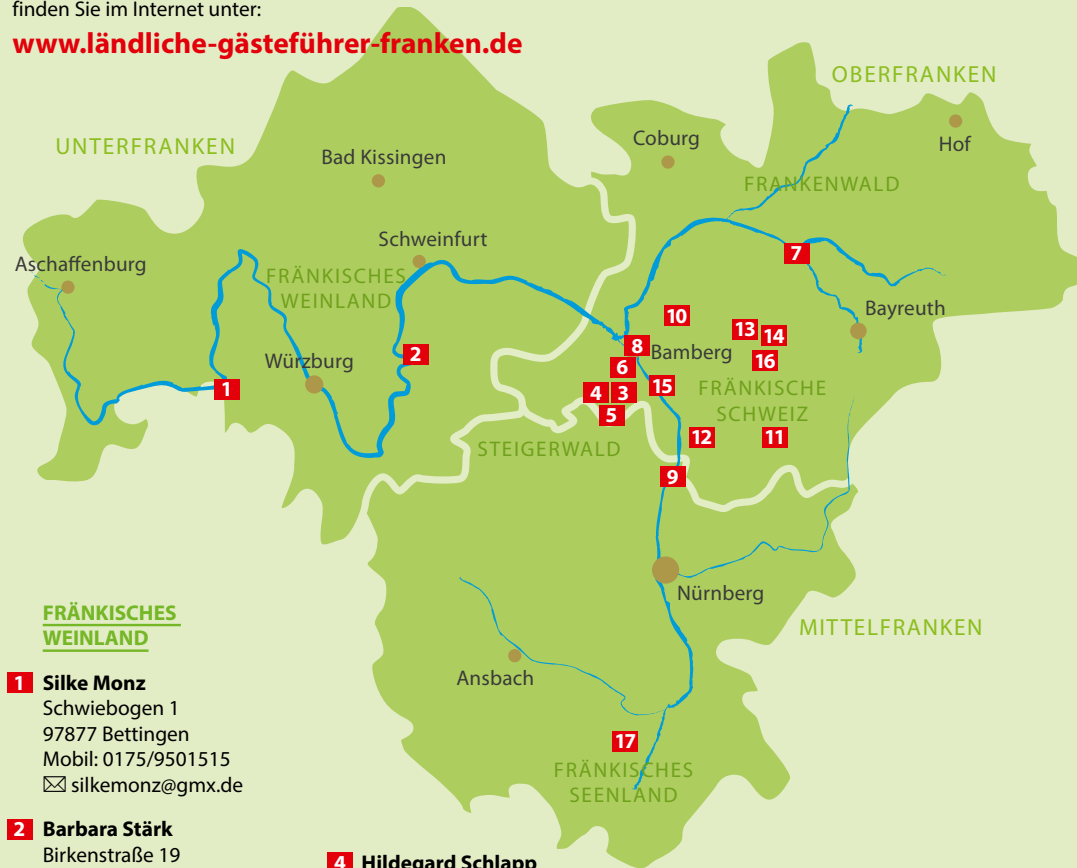 finden Sie im Internet unter:
www.ländliche-gästeführer-franken.de
OBERFRANKEN
UNTERFRANKEN
Coburg
Hof
Bad Kissingen
FRANKENWALD
Schweinfurt
7
Aschaffenburg
FRÄNKISCHES
WEINLAND
Bayreuth
10
13
14
8
Bamberg
2
Würzburg
6
16
1
4
3
15
FRÄNKISCHE
SCHWEIZ
5
STEIGERWALD
12
11
9
Nürnberg
MITTELFRANKEN
Ansbach
17
FRÄNKISCHES
SEENLAND
FRÄNKISCHES
WEINLAND
1 Silke Monz
Schwiebogen 1
97877 Bettingen
Mobil: 0175/9501515
silkemonz@gmx.de
2 Barbara Stärk
Birkenstraße 19
4 Hildegard Schlapp